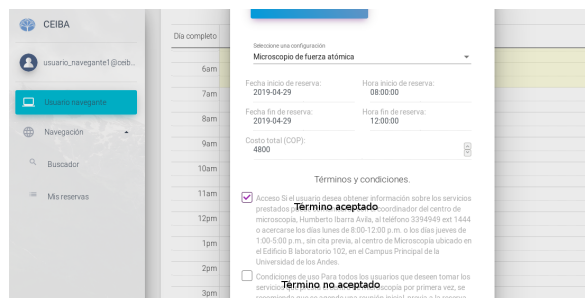 CEIBA
usuario_navegante1@ceib...
Usuario navegante
Navegación
Buscador
Mis reservas
Día completo
6am
7am
8am
9am
10am
11am
12pm
1pm
2pm
3pm
Seleccione una configuración
Microscopio de fuerza atómica
Fecha inicio de reserva: Hora inicio de reserva:
2019-04-29 08:00:00
Fecha fin de reserva: Hora fin de reserva:
2019-04-29 12:00:00
Costo total (COP):
4800
Términos y condiciones.
Acceso Si el usuario desea obtener información sobre los servicios
prestados coordinador del centro de
Término aceptado
microscopía, Humberto Ibarra Avila, al teléfono 3394949 ext 1444
o acercarse los días lunes de 8:00-12:00 p.m. o los días jueves de
1:00-5:00 p.m., sin cita previa, al centro de Microscopía ubicado en
el Edificio B laboratorio 102, en el Campus Principal de la
Universidad de los Andes.
Condiciones de uso Para todos los usuarios que deseen tomar los
servicios que por primera vez, se
Término no aceptado